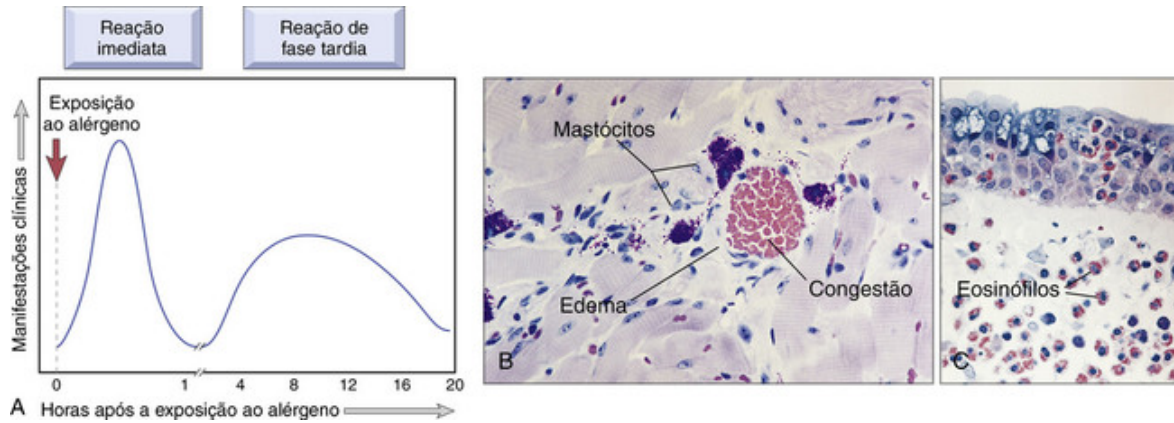 Reação
imediata
Reação de
fase tardia
Exposição
ao alérgeno
Manifestações clínicas
0 1 4 8 12 16 20
A Horas após a exposição ao alérgeno
Mastócitos
Edema
Congestão
B
Eosinófilos
C